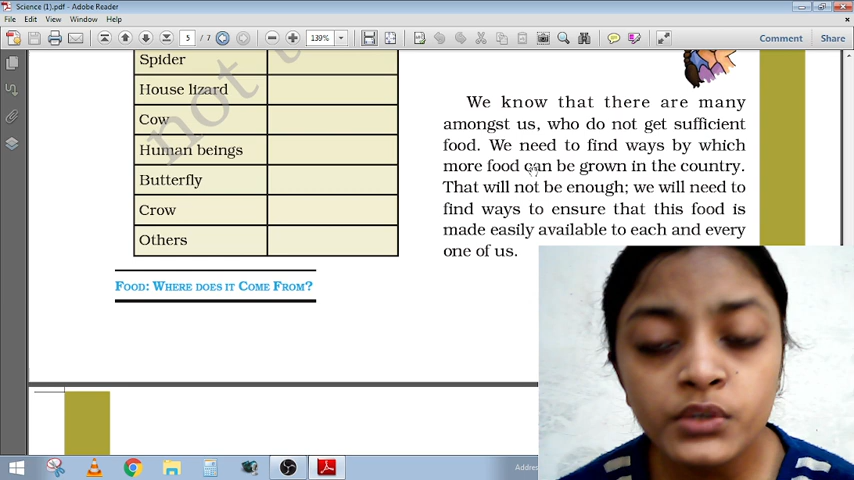 Science (1).pdf - Adobe Reader
File Edit View Window Help
5 / 7 139% Comment Share
Spider
House lizard
Cow
Human beings
Butterfly
Crow
Others
not t
FOOD: WHERE DOES IT COME FROM?
We know that there are many
amongst us, who do not get sufficient
food. We need to find ways by which
more food can be grown in the country.
That will not be enough; we will need to
find ways to ensure that this food is
made easily available to each and every
one of us.
Addres